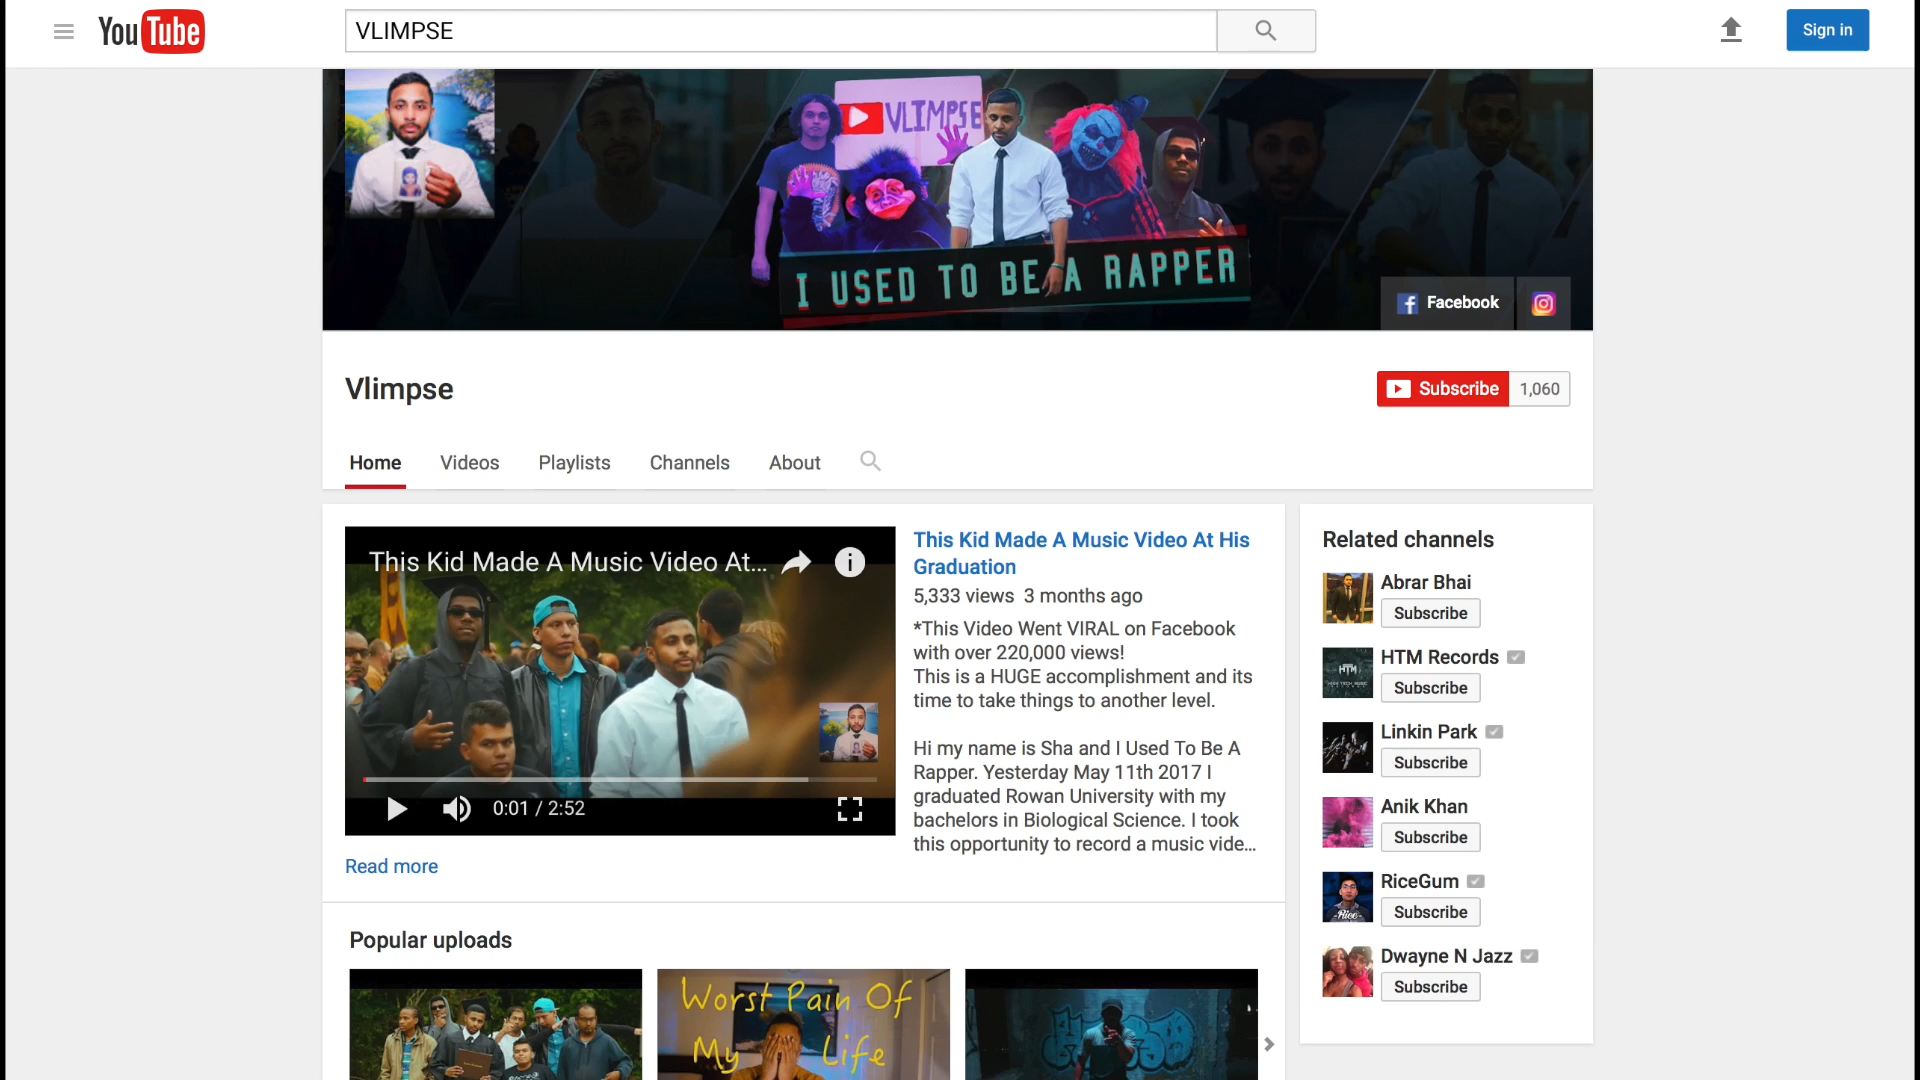 YouTube
VLIMPSE
Sign in
VLIMPSE
I USED TO BE A RAPPER
Facebook
Vlimpse
Subscribe 1,060
Home Videos Playlists Channels About
This Kid Made A Music Video At...
0:01 / 2:52
This Kid Made A Music Video At His
Graduation
5,333 views 3 months ago
*This Video Went VIRAL on Facebook
with over 220,000 views!
This is a HUGE accomplishment and its
time to take things to another level.
Hi my name is Sha and I Used To Be A
Rapper. Yesterday May 11th 2017 I
graduated Rowan University with my
bachelors in Biological Science. I took
this opportunity to record a music vide...
Read more
Popular uploads
Worst Pain Of
My Life
Related channels
Abrar Bhai
Subscribe
HTM
HTM Records
Subscribe
Linkin Park
Subscribe
Anik Khan
Subscribe
-Rice-
RiceGum
Subscribe
Dwayne N Jazz
Subscribe